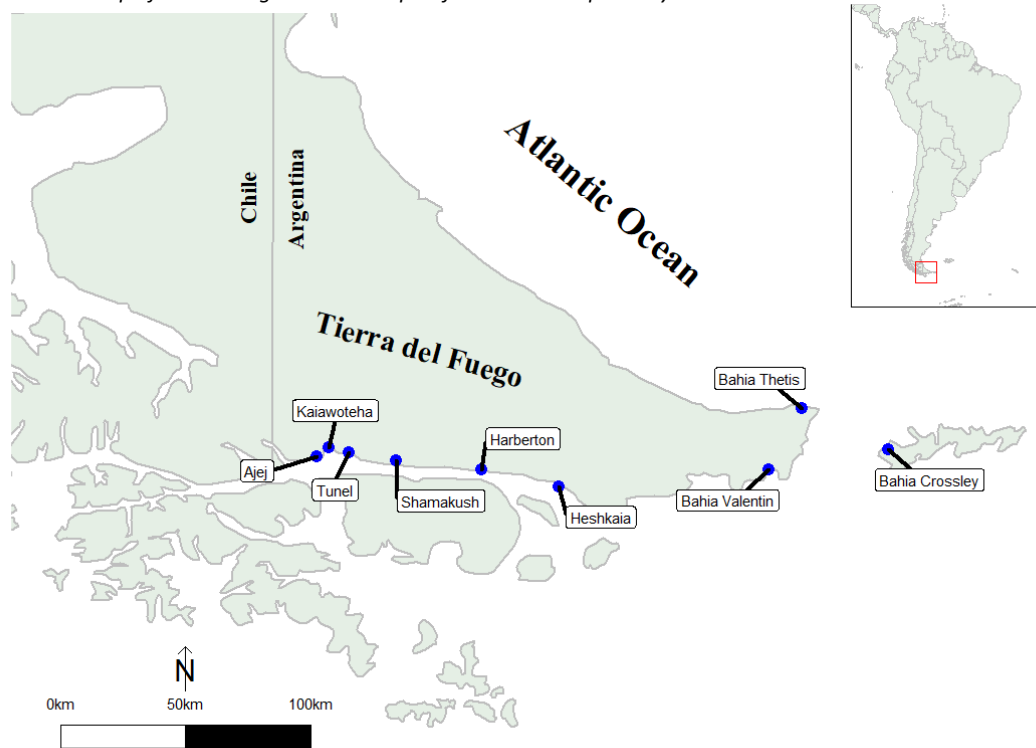 Atlantic Ocean
Chile
Argentina
Tierra del Fuego
Bahia Thetis
Kaiawoteha
Harberton
Ajej
Tunel
Shamakush
Heshkaia
Bahia Valentin
Bahia Crossley
N
0km
50km
100km